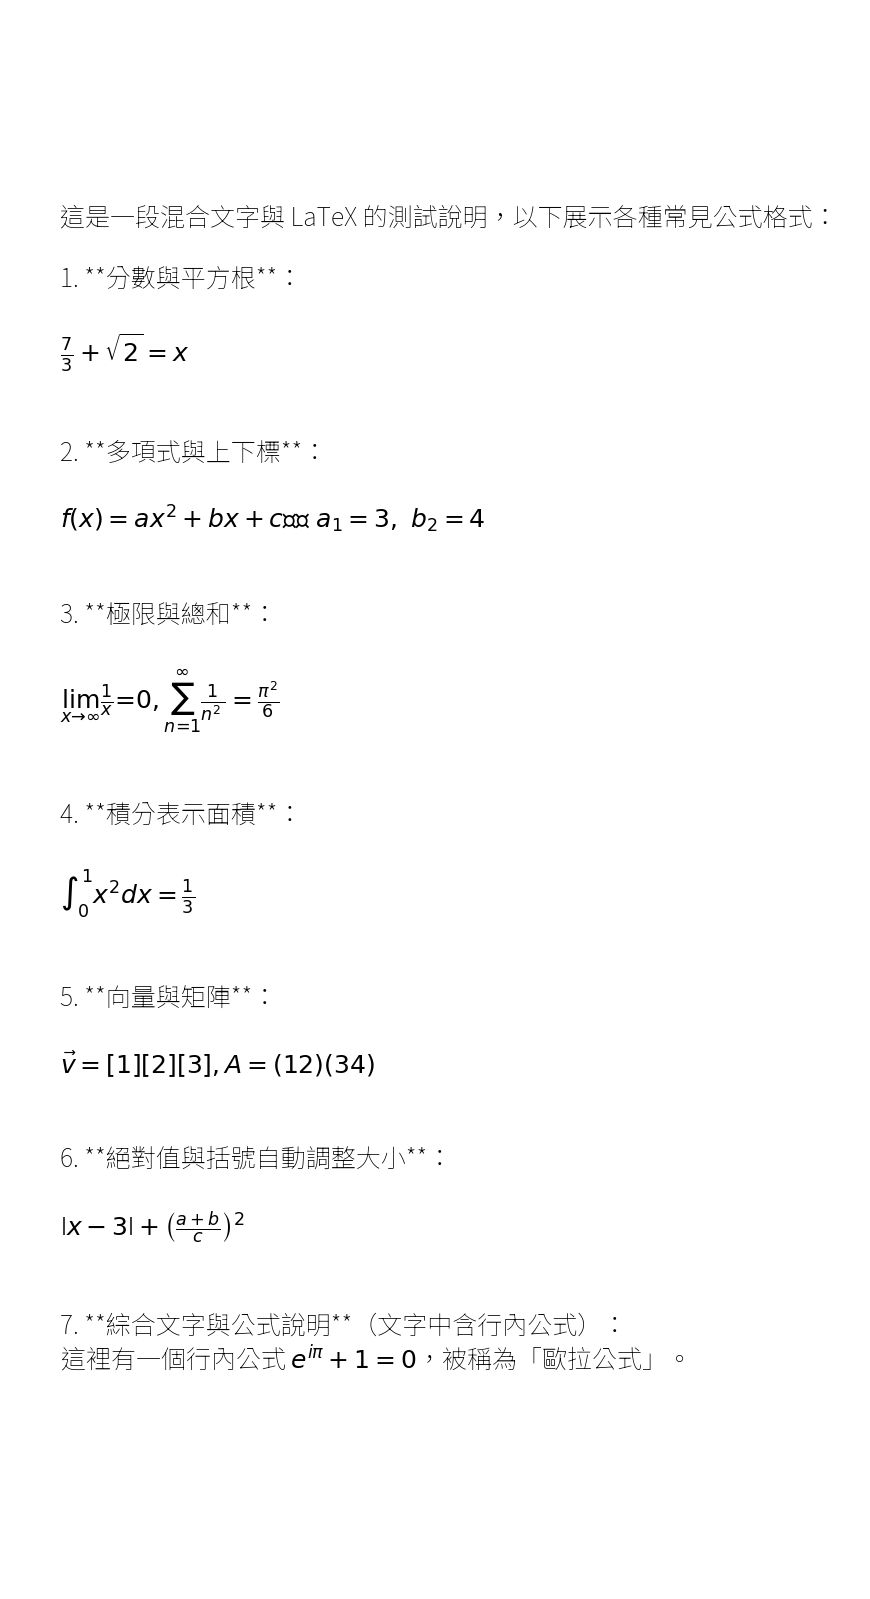 這是一段混合文字與 LaTeX 的測試說明，以下展示各種常見公式格式：
1. **分數與平方根**：
$\frac{7}{3} + \sqrt{2} = x$
2. **多項式與上下標**：
$f(x) = ax^2 + bx + c$ $a_1 = 3,\ b_2 = 4$
3. **極限與總和**：
$\lim_{x \to \infty} \frac{1}{x} = 0, \sum_{n=1}^{\infty} \frac{1}{n^2} = \frac{\pi^2}{6}$
4. **積分表示面積**：
$\int_0^1 x^2 dx = \frac{1}{3}$
5. **向量與矩陣**：
$\vec{v} = [1][2][3], A = (12)(34)$
6. **絕對值與括號自動調整大小**：
$|x - 3| + \left(\frac{a+b}{c}\right)^2$
7. **綜合文字與公式說明**（文字中含行內公式）：
這裡有一個行內公式 $e^{i\pi} + 1 = 0$，被稱為「歐拉公式」。